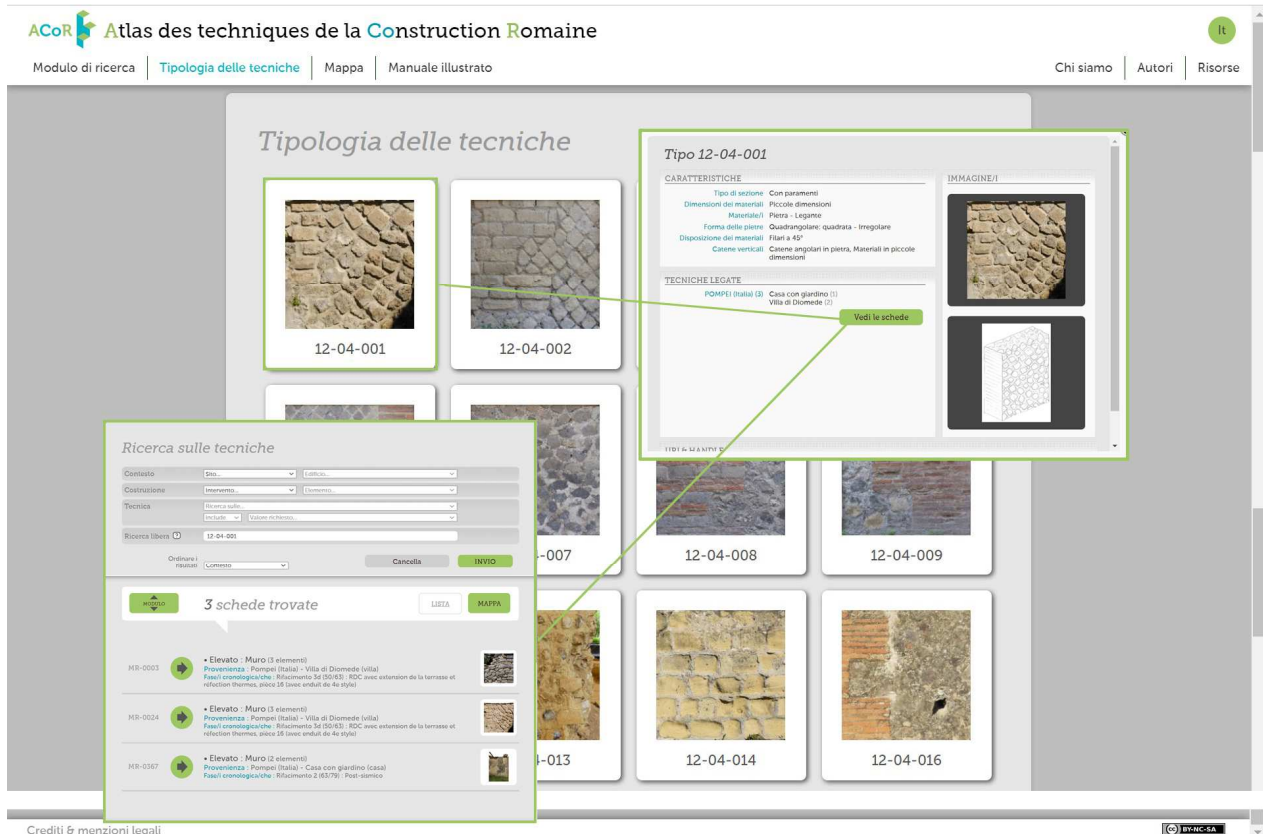 ACoR Atlas des techniques de la Construction Romaine
It
Modulo di ricerca
Tipologia delle tecniche
Mappa
Manuale illustrato
Chi siamo
Autori
Risorse
Tipologia delle tecniche
12-04-001
12-04-002
Tipo 12-04-001
CARATTERISTICHE
Tipo di sezione Con paramenti
Dimensioni dei materiali Piccole dimensioni
Materiale/i Pietra - Legante
Forma delle pietre Quadrangolare: quadrata - Irregolare
Disposizione dei materiali Filari a 45°
Catene verticali Catene angolari in pietra, Materiali in piccole
dimensioni
TECNICHE LEGATE
POMPEI (Italia) (3) Casa con giardino (1)
Villa di Diomede (2)
Vedi le schede
IMMAGINE/I
URI & HANDLE
Ricerca sulle tecniche
Contesto Sito... Edificio...
Costruzione Intervento... Elemento...
Tecnica Ricerca sulle...
Include Valore richiesto...
Ricerca libera ? 12-04-001
Ordinare i
risultati Contesto
Cancella
INVIO
MODULO
3 schede trovate
LISTA
MAPPA
MR-0003
• Elevato : Muro (3 elementi)
Provenienza : Pompei (Italia) - Villa di Diomede (villa)
Fase/i cronologica/che : Rifacimento 3d (50/63) : RDC avec extension de la terrasse et
réfection thermes, pièce 16 (avec enduit de 4e style)
MR-0024
• Elevato : Muro (3 elementi)
Provenienza : Pompei (Italia) - Villa di Diomede (villa)
Fase/i cronologica/che : Rifacimento 3d (50/63) : RDC avec extension de la terrasse et
réfection thermes, pièce 16 (avec enduit de 4e style)
MR-0367
• Elevato : Muro (2 elementi)
Provenienza : Pompei (Italia) - Casa con giardino (casa)
Fase/i cronologica/che : Rifacimento 2 (63/79) : Post-sismico
-007
12-04-008
12-04-009
-013
12-04-014
12-04-016
Crediti & menzioni legali
cc BY-NC-SA